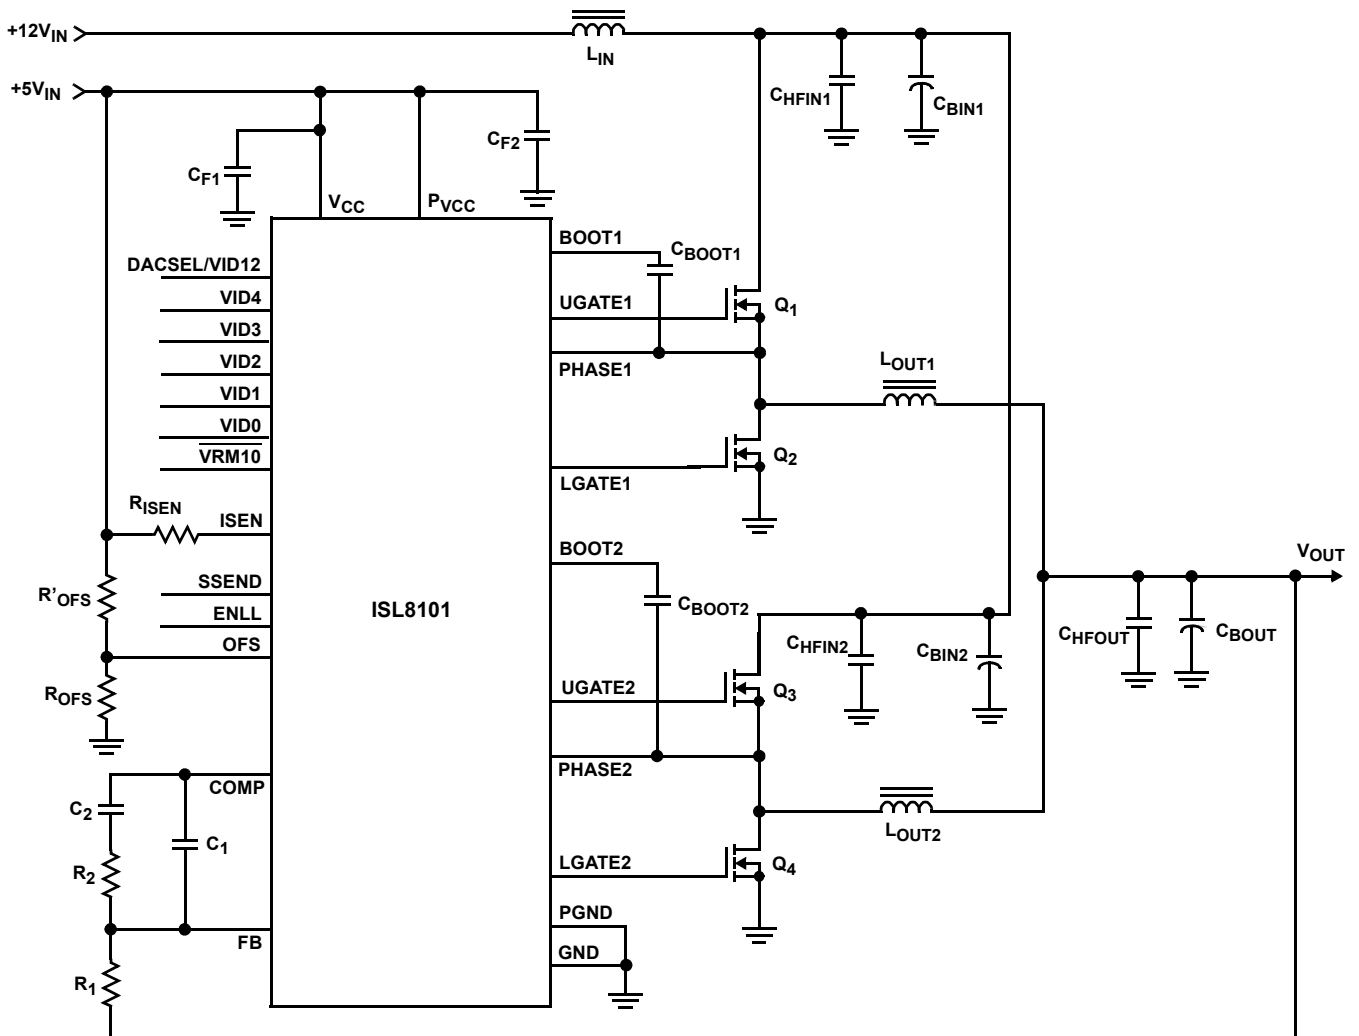 +12VIN
LIN
CHFIN1
CBIN1
+5VIN
CF1
CF2
VCC
PVCC
DACSEL/VID12
VID4
VID3
VID2
VID1
VID0
VRM10
RISEN
ISEN
R'OFS
SSEND
ENLL
OFS
ROFS
COMP
C2
C1
R2
FB
R1
ISL8101
BOOT1
CBOOT1
UGATE1
Q1
PHASE1
LOUT1
Q2
LGATE1
BOOT2
CBOOT2
CHFIN2
CBIN2
UGATE2
Q3
PHASE2
LOUT2
LGATE2
Q4
PGND
GND
VOUT
CHFOUT
CBOUT